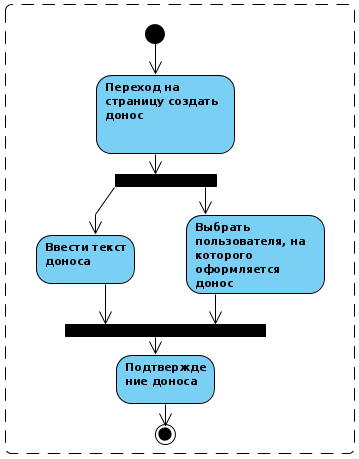 Переход на
страницу создать
донос
Ввести текст
доноса
Выбрать
пользователя, на
которого
оформляется
донос
Подтвержде
ние доноса